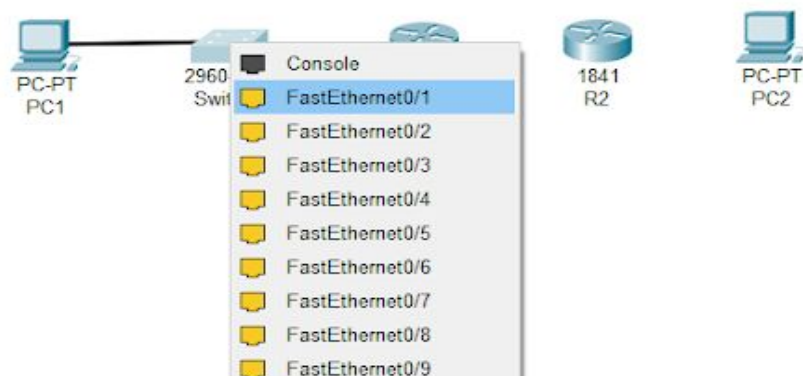 PC-PT
PC1
2960
Swit
Console
FastEthernet0/1
FastEthernet0/2
FastEthernet0/3
FastEthernet0/4
FastEthernet0/5
FastEthernet0/6
FastEthernet0/7
FastEthernet0/8
FastEthernet0/9
1841
R2
PC-PT
PC2